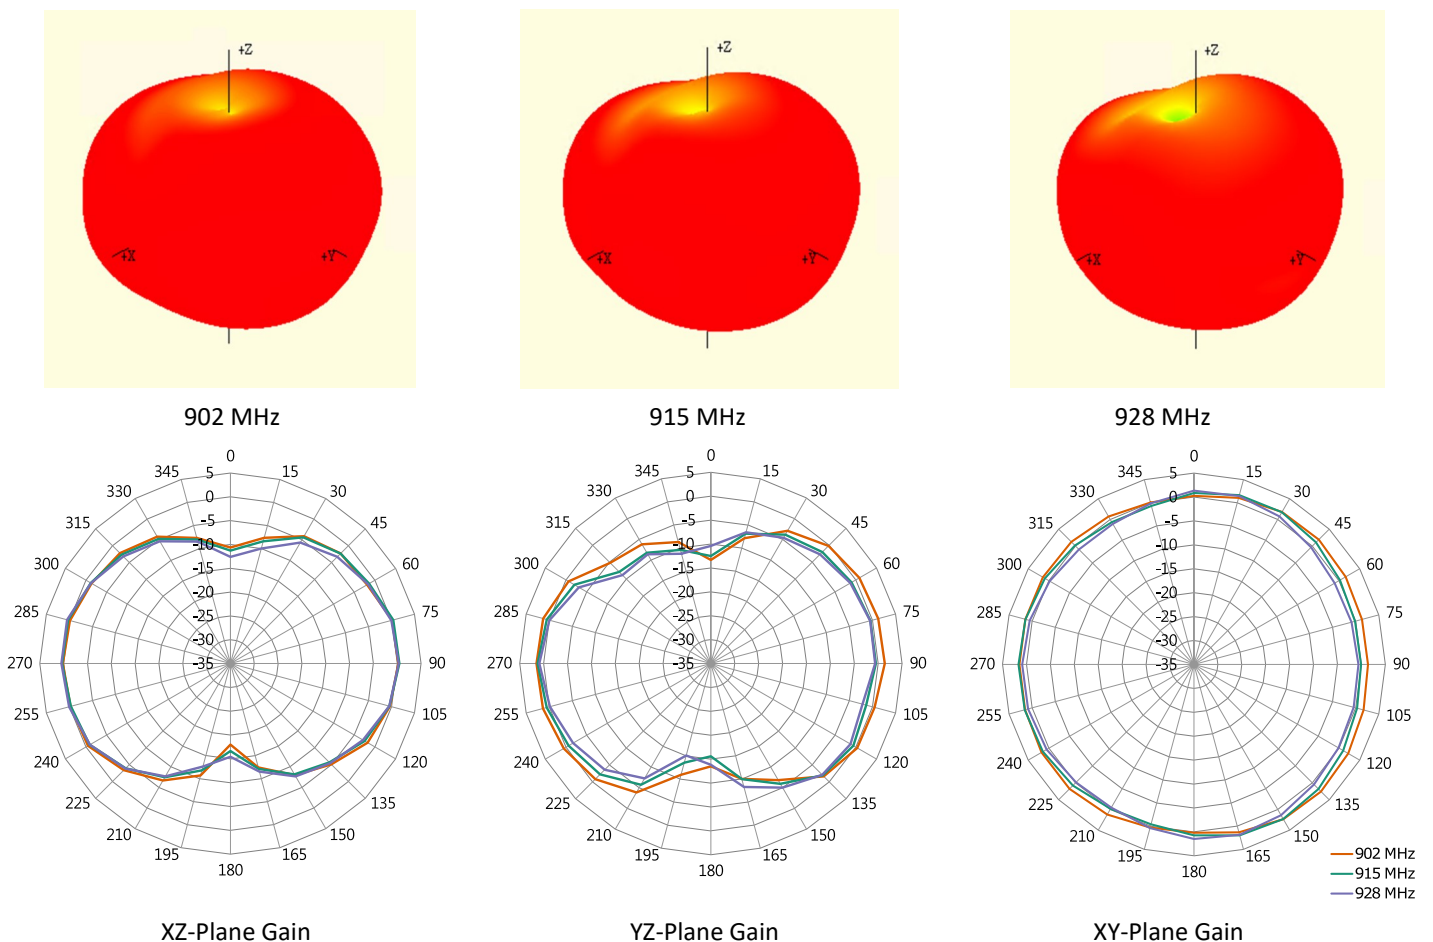 +Z +Z +Z
+X +Y +X +Y +X +Y
902 MHz 915 MHz 928 MHz
0 15 30 45 60 75 90 105 120 135 150 165 180 195 210 225 240 255 270 285 300 315 330 345
5 0 -5 -10 -15 -20 -25 -30 -35
0 15 30 45 60 75 90 105 120 135 150 165 180 195 210 225 240 255 270 285 300 315 330 345
5 0 -5 -10 -15 -20 -25 -30 -35
0 15 30 45 60 75 90 105 120 135 150 165 180 195 210 225 240 255 270 285 300 315 330 345
5 0 -5 -10 -15 -20 -25 -30 -35
902 MHz
915 MHz
928 MHz
XZ-Plane Gain YZ-Plane Gain XY-Plane Gain